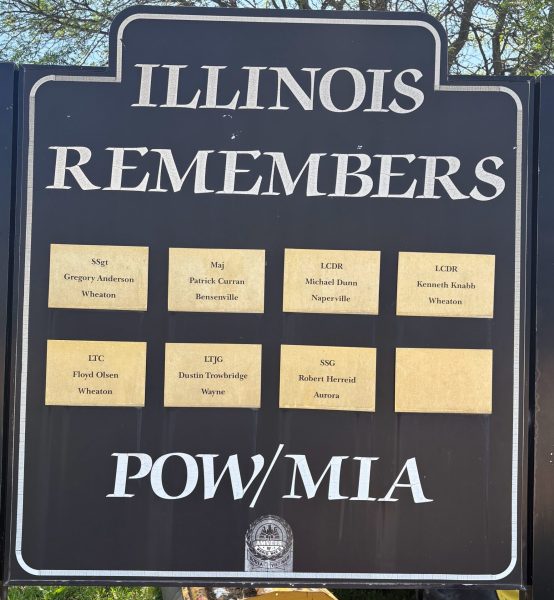 ILLINOIS
REMEMBERS
SSgt
Gregory Anderson
Wheaton
Maj
Patrick Curran
Bensenville
LCDR
Michael Dunn
Naperville
LCDR
Kenneth Knabb
Wheaton
LTC
Floyd Olsen
Wheaton
LTJG
Dustin Trowbridge
Wayne
SSG
Robert Herreid
Aurora
POW/MIA